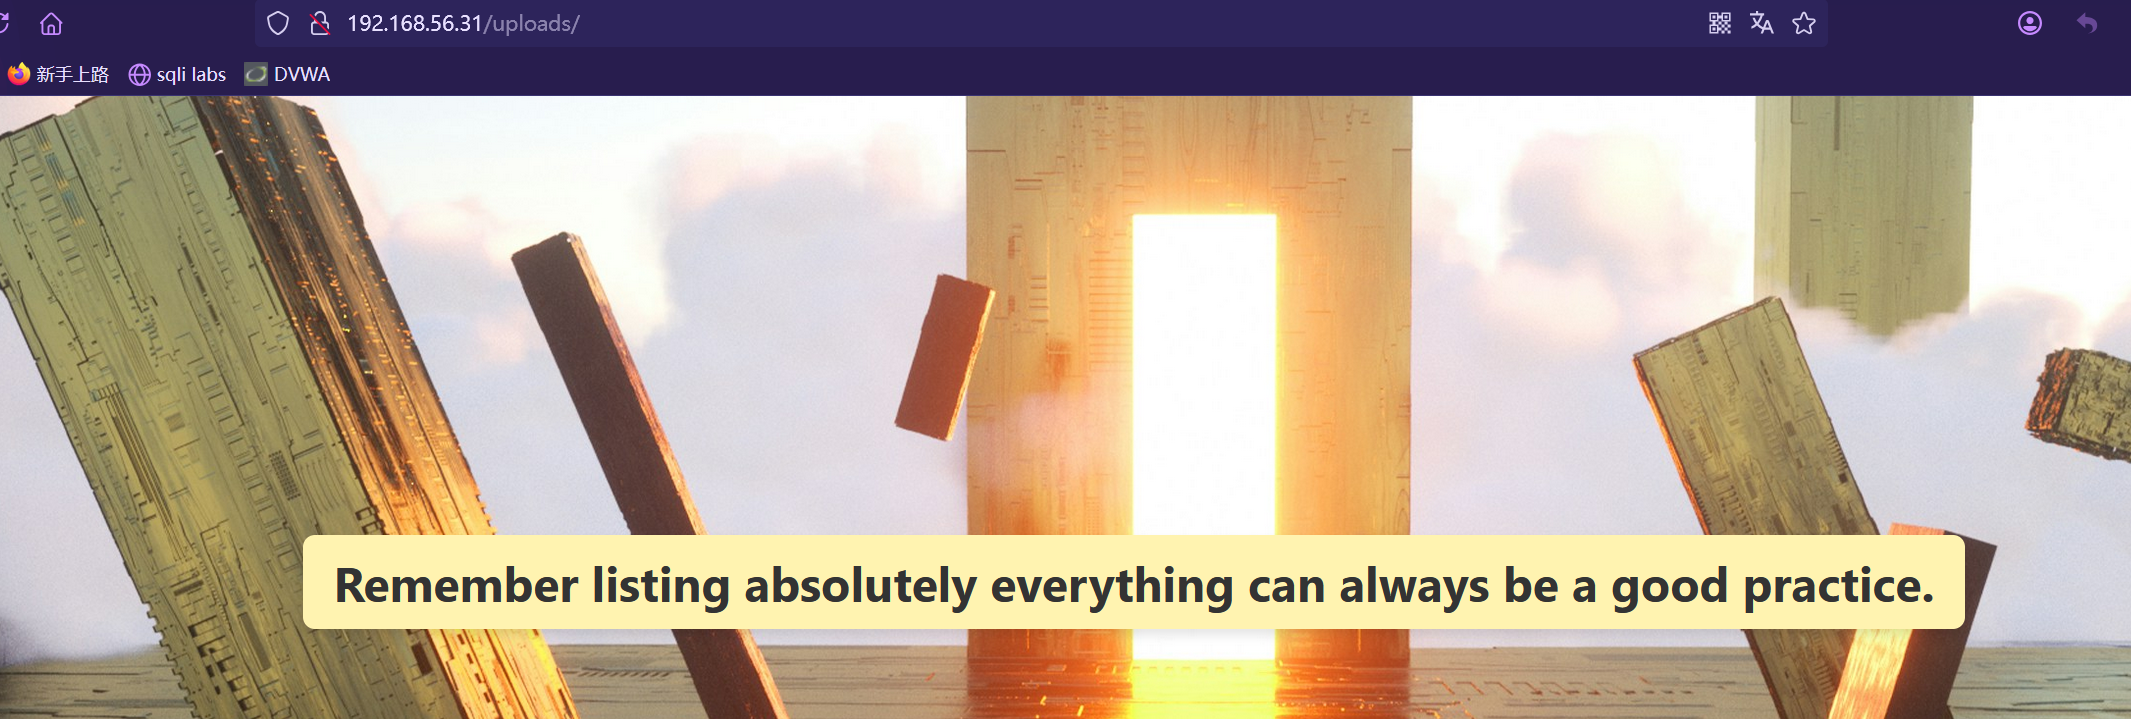 192.168.56.31/uploads/
新手上路 sqli labs DVWA
Remember listing absolutely everything can always be a good practice.